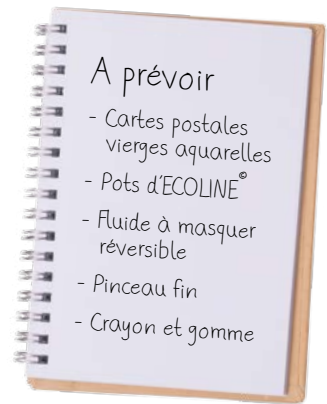 A prévoir
- Cartes postales
vierges aquarelles
- Pots d'ECOLINE©
- Fluide à masquer
réversible
- Pinceau fin
- Crayon et gomme